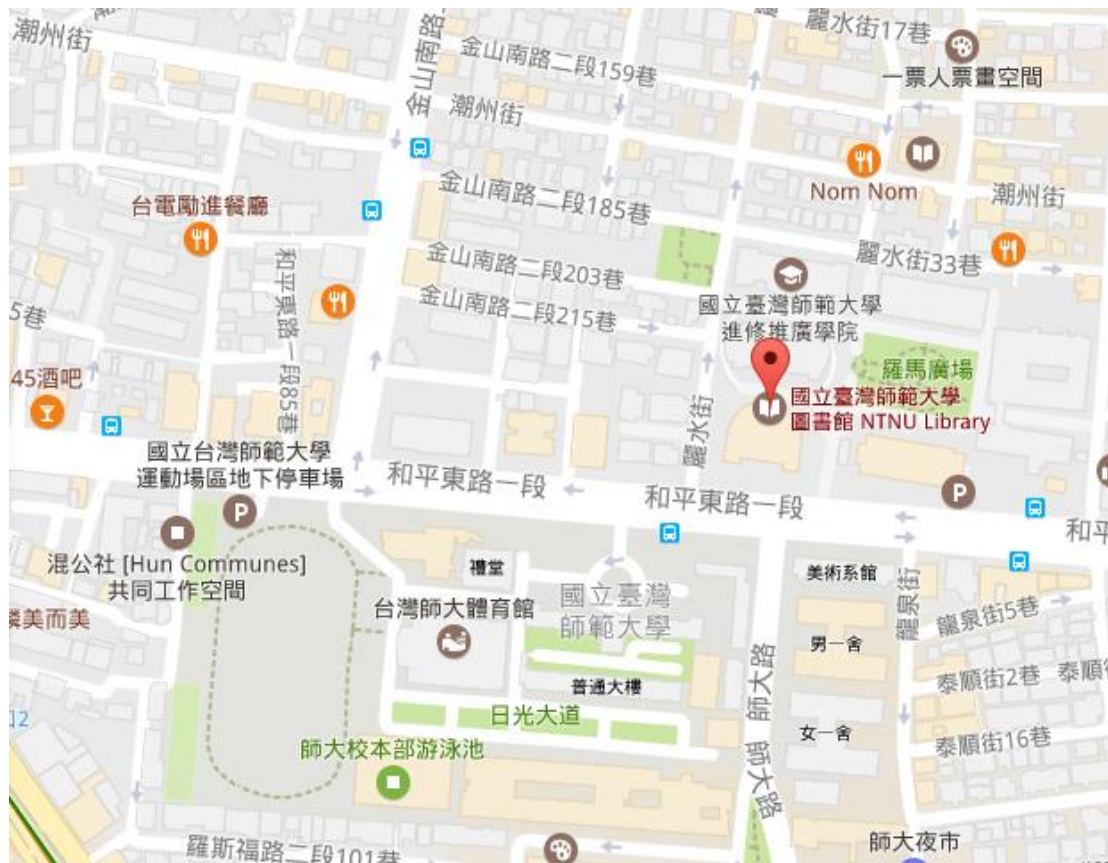 潮州街
金山南路
麗水街17巷
金山南路二段159巷
一票人票畫空間
潮州街
Nom Nom
金山南路二段185巷
潮州街
台電勵進餐廳
麗水街33巷
金山南路二段203巷
和平東路一段85巷
國立臺灣師範大學
進修推廣學院
金山南路二段215巷
5巷
羅馬廣場
45酒吧
國立臺灣師範大學
圖書館 NTNU Library
麗水街
國立台灣師範大學
運動場區地下停車場
P
和平東路一段
和平東路一段
P
P
和平
混公社 [Hun Communes]
共同工作空間
禮堂
國立臺灣
師範大學
美術系館
龍泉街
龍泉街5巷
台灣師大體育館
美而美
男一舍
師大路
普通大樓
泰順街2巷
泰順
日光大道
女一舍
泰順街16巷
師大校本部游泳池
師大路
2
師大夜市
羅斯福路二段101巷